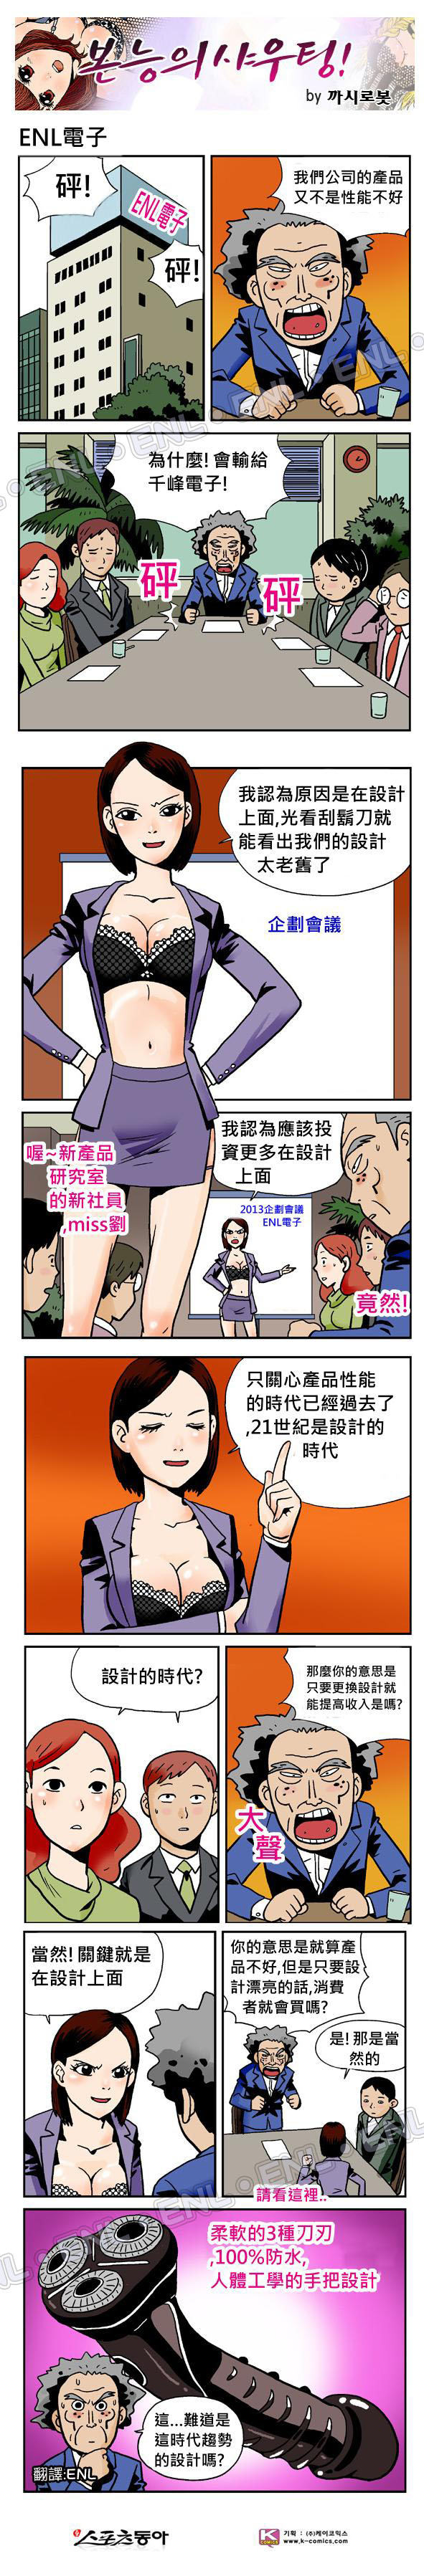 본능의 샤우팅!
by 까시로봇
ENL電子
砰!
ENL電子
砰!
我們公司的產品
又不是性能不好
為什麼! 會輸給
千峰電子!
砰
砰
我認為原因是在設計
上面,光看刮鬍刀就
能看出我們的設計
太老舊了
企劃會議
喔~新產品
研究室
的新社員
,miss劉
我認為應該投
資更多在設計
上面
2013企劃會議
ENL電子
竟然!
只關心產品性能
的時代已經過去了
,21世紀是設計的
時代
設計的時代?
那麼你的意思是
只要更換設計就
能提高收入是嗎?
大
聲
當然! 關鍵就是
在設計上面
你的意思是就算產
品不好,但是只要設
計漂亮的話,消費
者就會買嗎?
是! 那是當
然的
請看這裡..
柔軟的3種刀刃
,100%防水,
人體工學的手把設計
這...難道是
這時代趨勢
的設計嗎?
翻譯:ENL
스포츠동아
K COMICS
기획 : (주)케이코믹스
www.k-comics.com